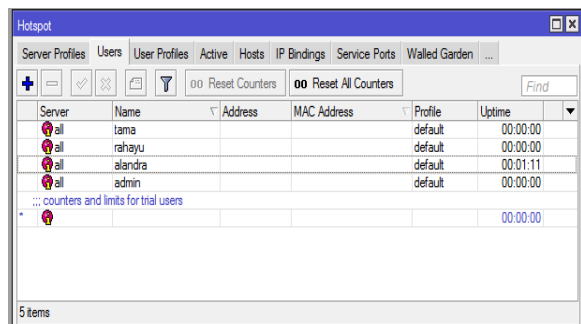 Hotspot
Server Profiles Users User Profiles Active Hosts IP Bindings Service Ports Walled Garden ...
00 Reset Counters 00 Reset All Counters Find
Server Name Address MAC Address Profile Uptime
all tama default 00:00:00
all rahayu default 00:00:00
all alandra default 00:01:11
all admin default 00:00:00
;;; counters and limits for trial users
* 00:00:00
5 items